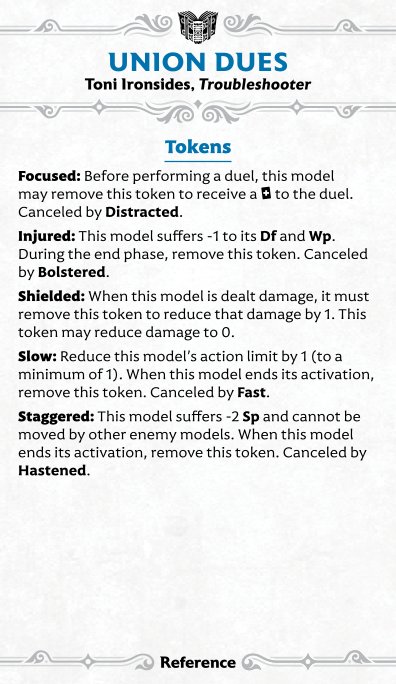 UNION DUES
Toni Ironsides, Troubleshooter
Tokens
Focused: Before performing a duel, this model
may remove this token to receive a + to the duel.
Canceled by Distracted.
Injured: This model suffers -1 to its Df and Wp.
During the end phase, remove this token. Canceled
by Bolstered.
Shielded: When this model is dealt damage, it must
remove this token to reduce that damage by 1. This
token may reduce damage to 0.
Slow: Reduce this model’s action limit by 1 (to a
minimum of 1). When this model ends its activation,
remove this token. Canceled by Fast.
Staggered: This model suffers -2 Sp and cannot be
moved by other enemy models. When this model
ends its activation, remove this token. Canceled by
Hastened.
Reference